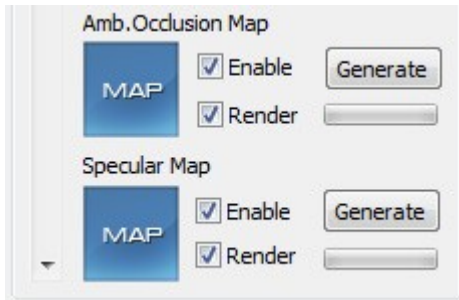 Amb.Occlusion Map
MAP
Enable
Generate
Render
Specular Map
MAP
Enable
Generate
Render